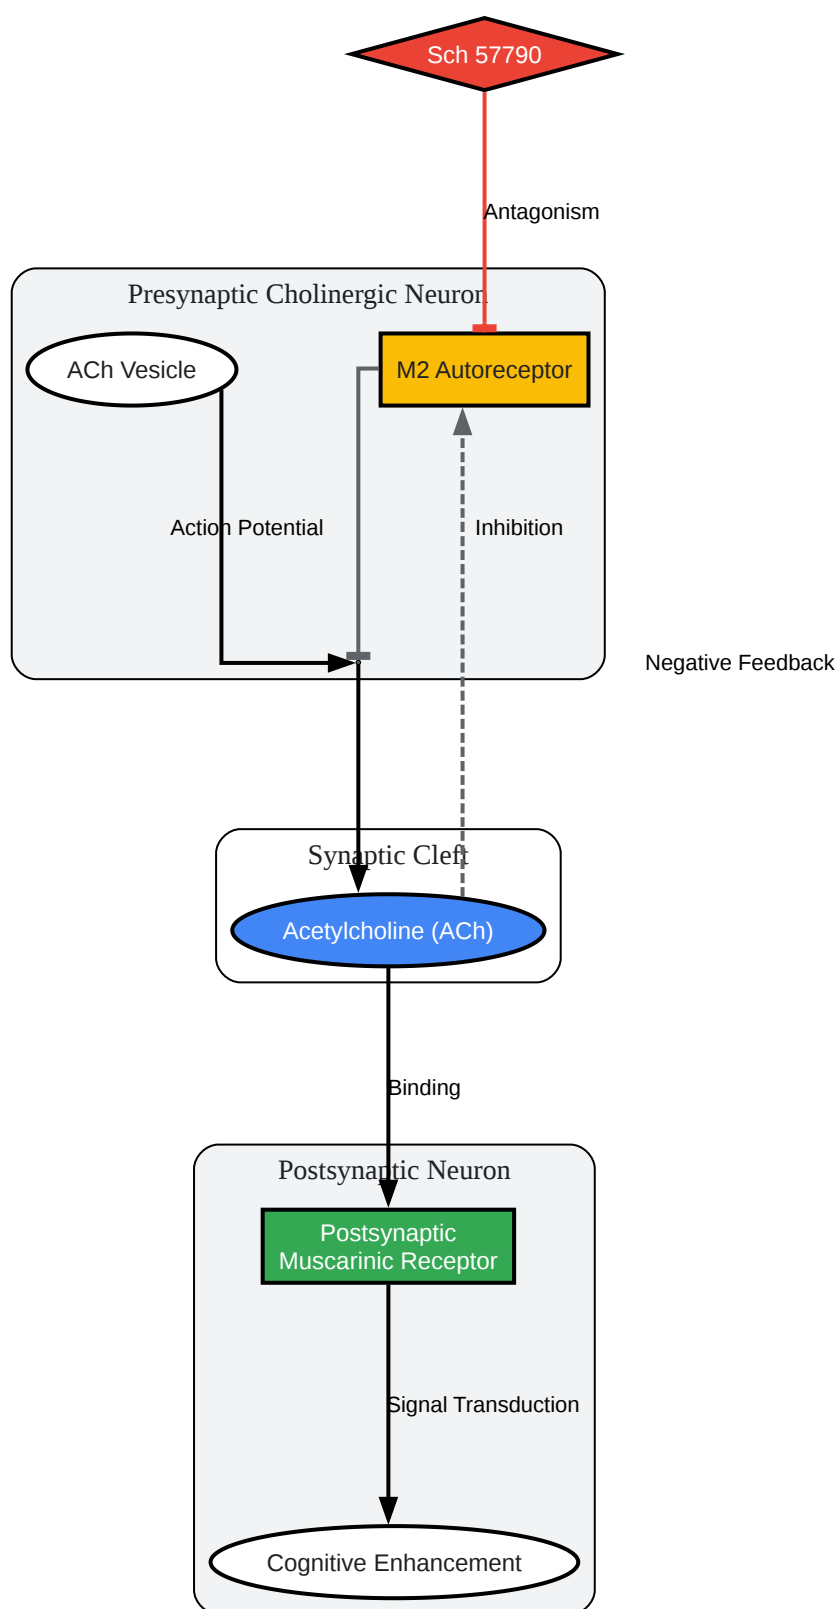 Sch 57790
Antagonism
Presynaptic Cholinergic Neuron
ACh Vesicle
M2 Autoreceptor
Action Potential
Inhibition
Negative Feedback
Synaptic Cleft
Acetylcholine (ACh)
Binding
Postsynaptic Neuron
Postsynaptic
Muscarinic Receptor
Signal Transduction
Cognitive Enhancement